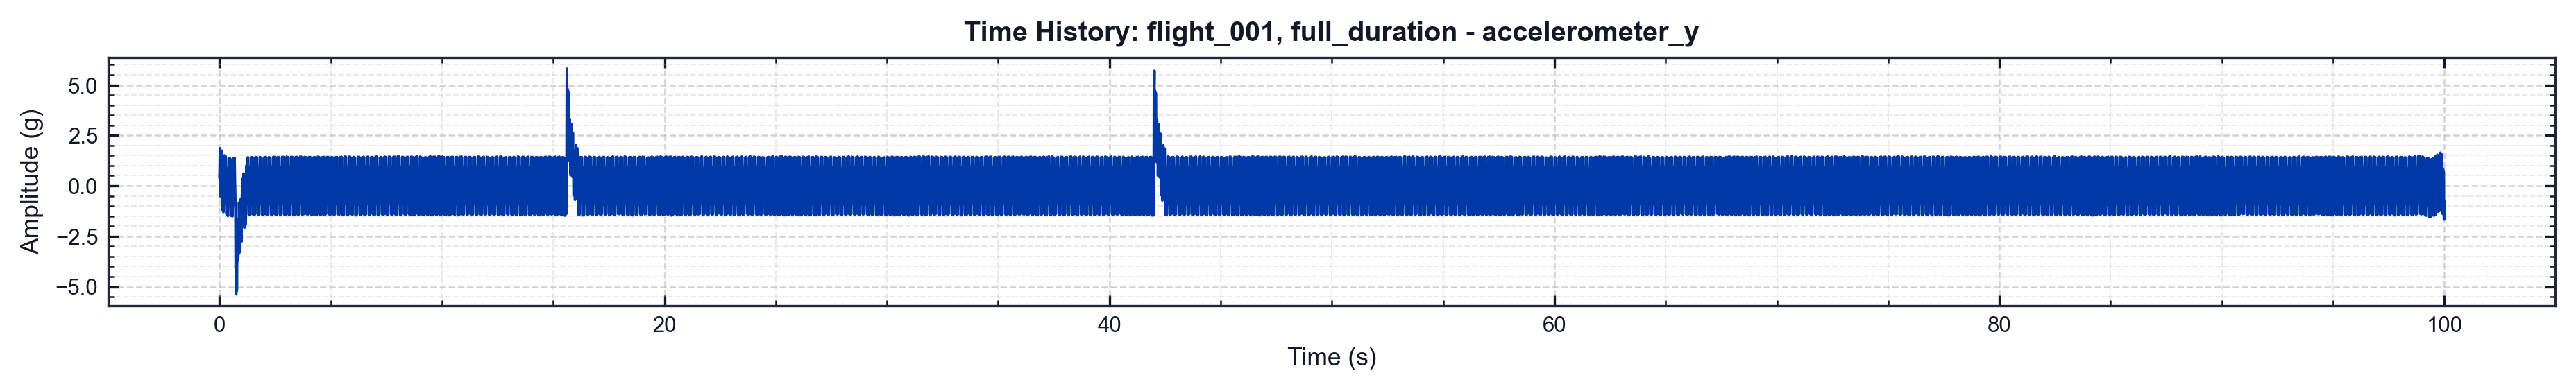 Time History: flight_001, full_duration - accelerometer_y
Amplitude (g)
5.0
2.5
0.0
−2.5
−5.0
0 20 40 60 80 100
Time (s)